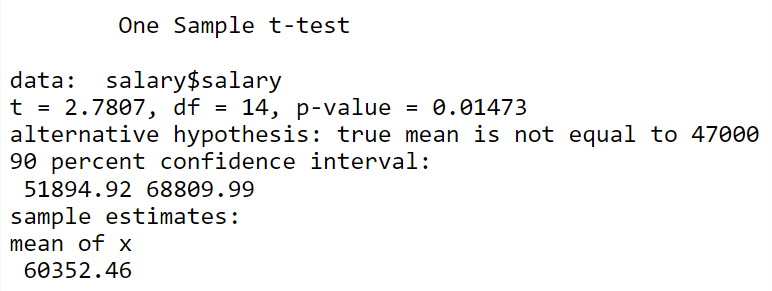 One Sample t-test
data:  salary$salary
t = 2.7807, df = 14, p-value = 0.01473
alternative hypothesis: true mean is not equal to 47000
90 percent confidence interval:
51894.92 68809.99
sample estimates:
mean of x
60352.46